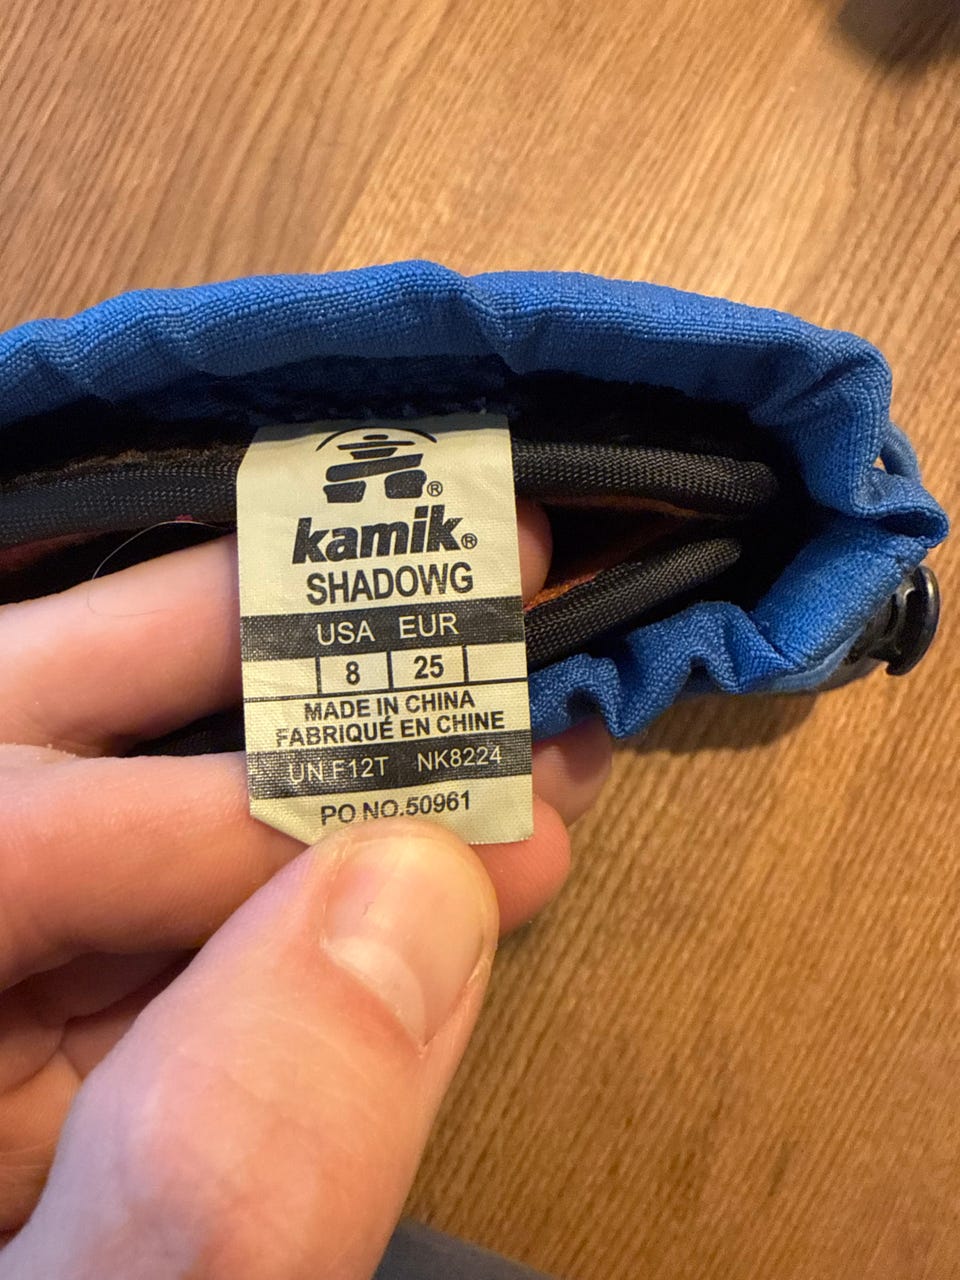 ®
kamik®
SHADOWG
USA EUR
8 25
MADE IN CHINA
FABRIQUÉ EN CHINE
UN F12T NK8224
PO NO.50961